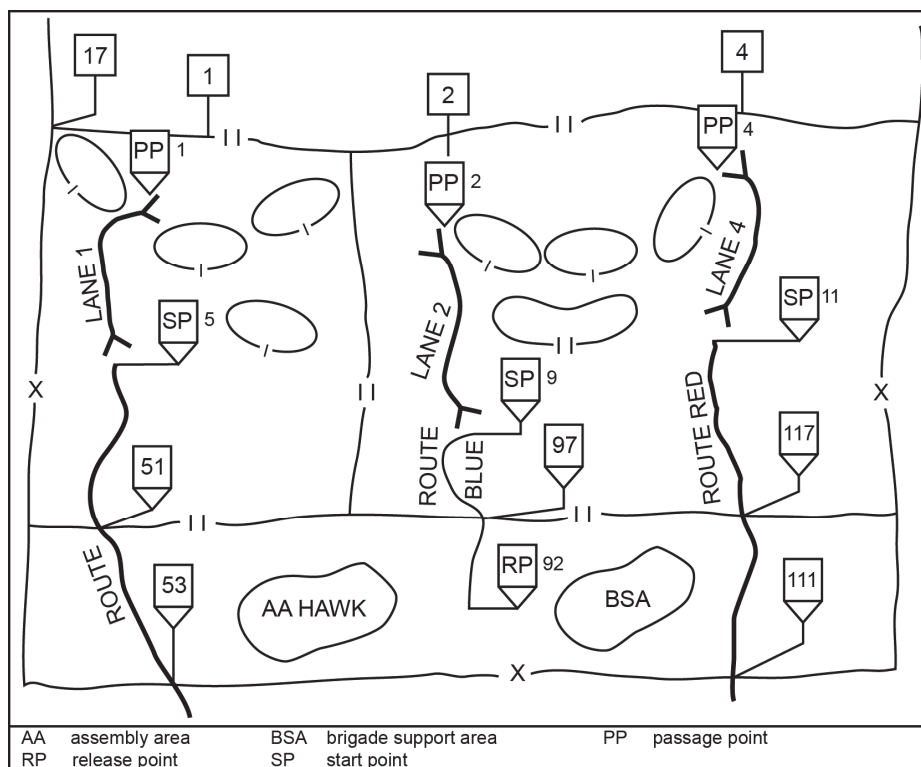 17
1
2
4
PP 1
PP 2
PP 4
II
II
I
I
I
I
I
I
I
LANE 1
LANE 2
LANE 4
SP 5
SP 9
SP 11
II
X
II
X
51
ROUTE BLUE
97
ROUTE RED
117
II
II
ROUTE
53
AA HAWK
RP 92
BSA
111
X
AA assembly area BSA brigade support area PP passage point
RP release point SP start point